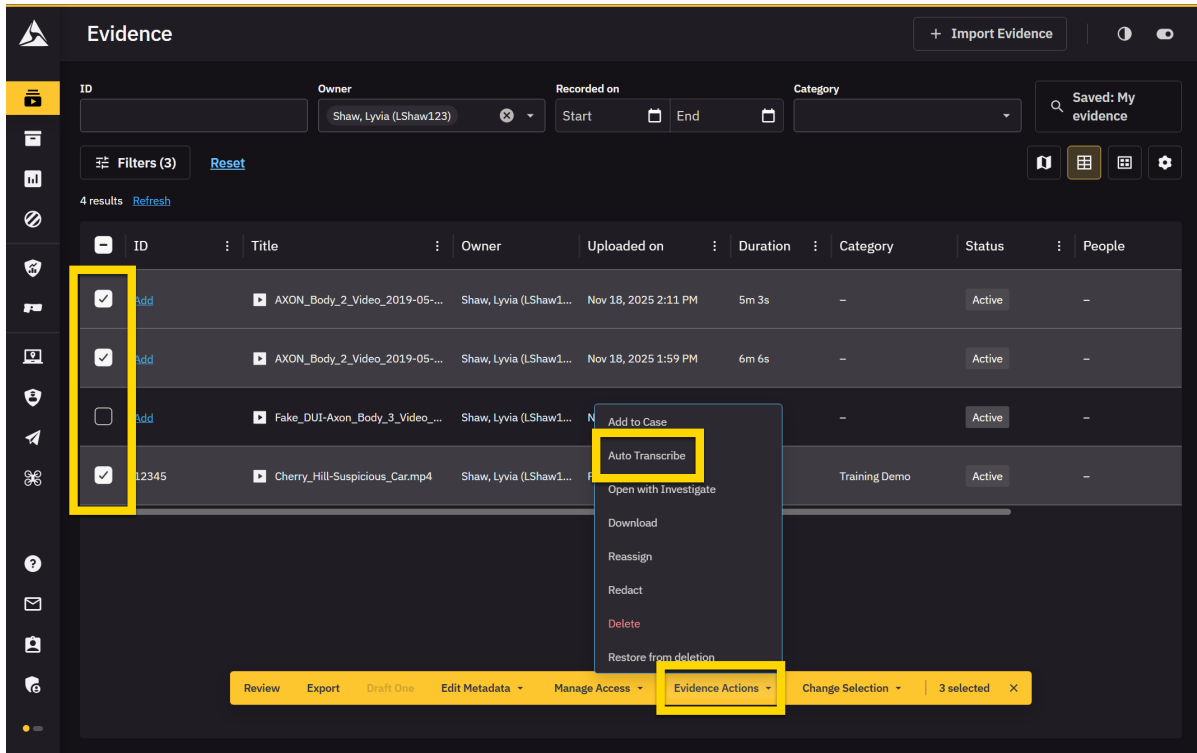 Evidence
+ Import Evidence
ID
Owner
Recorded on
Category
Shaw, Lyvia (LShaw123)
Start
End
Saved: My evidence
Filters (3)
Reset
4 results Refresh
ID Title Owner Uploaded on Duration Category Status People
Add AXON_Body_2_Video_2019-05-... Shaw, Lyvia (LShaw1... Nov 18, 2025 2:11 PM 5m 3s – Active –
Add AXON_Body_2_Video_2019-05-... Shaw, Lyvia (LShaw1... Nov 18, 2025 1:59 PM 6m 6s – Active –
Add Fake_DUI-Axon_Body_3_Video_... Shaw, Lyvia (LShaw1... N – Active –
12345 Cherry_Hill-Suspicious_Car.mp4 Shaw, Lyvia (LShaw1... Training Demo Active –
Add to Case
Auto Transcribe
Open with Investigate
Download
Reassign
Redact
Delete
Restore from deletion
Review Export Draft One Edit Metadata Manage Access Evidence Actions Change Selection 3 selected